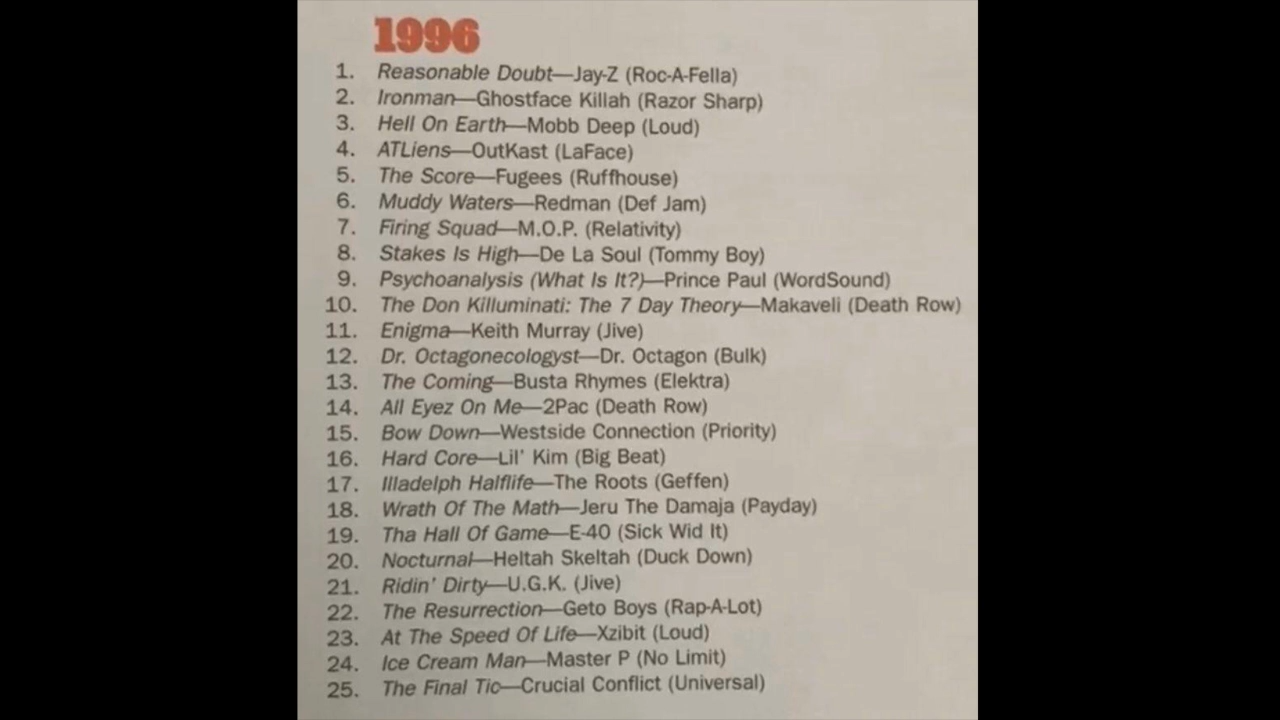 1996
1. Reasonable Doubt—Jay-Z (Roc-A-Fella)
2. Ironman—Ghostface Killah (Razor Sharp)
3. Hell On Earth—Mobb Deep (Loud)
4. ATLiens—OutKast (LaFace)
5. The Score—Fugees (Ruffhouse)
6. Muddy Waters—Redman (Def Jam)
7. Firing Squad—M.O.P. (Relativity)
8. Stakes Is High—De La Soul (Tommy Boy)
9. Psychoanalysis (What Is It?)—Prince Paul (WordSound)
10. The Don Killuminati: The 7 Day Theory—Makaveli (Death Row)
11. Enigma—Keith Murray (Jive)
12. Dr. Octagonecologyst—Dr. Octagon (Bulk)
13. The Coming—Busta Rhymes (Elektra)
14. All Eyez On Me—2Pac (Death Row)
15. Bow Down—Westside Connection (Priority)
16. Hard Core—Lil' Kim (Big Beat)
17. Illadelph Halflife—The Roots (Geffen)
18. Wrath Of The Math—Jeru The Damaja (Payday)
19. Tha Hall Of Game—E-40 (Sick Wid It)
20. Nocturnal—Heltah Skeltah (Duck Down)
21. Ridin' Dirty—U.G.K. (Jive)
22. The Resurrection—Geto Boys (Rap-A-Lot)
23. At The Speed Of Life—Xzibit (Loud)
24. Ice Cream Man—Master P (No Limit)
25. The Final Tic—Crucial Conflict (Universal)